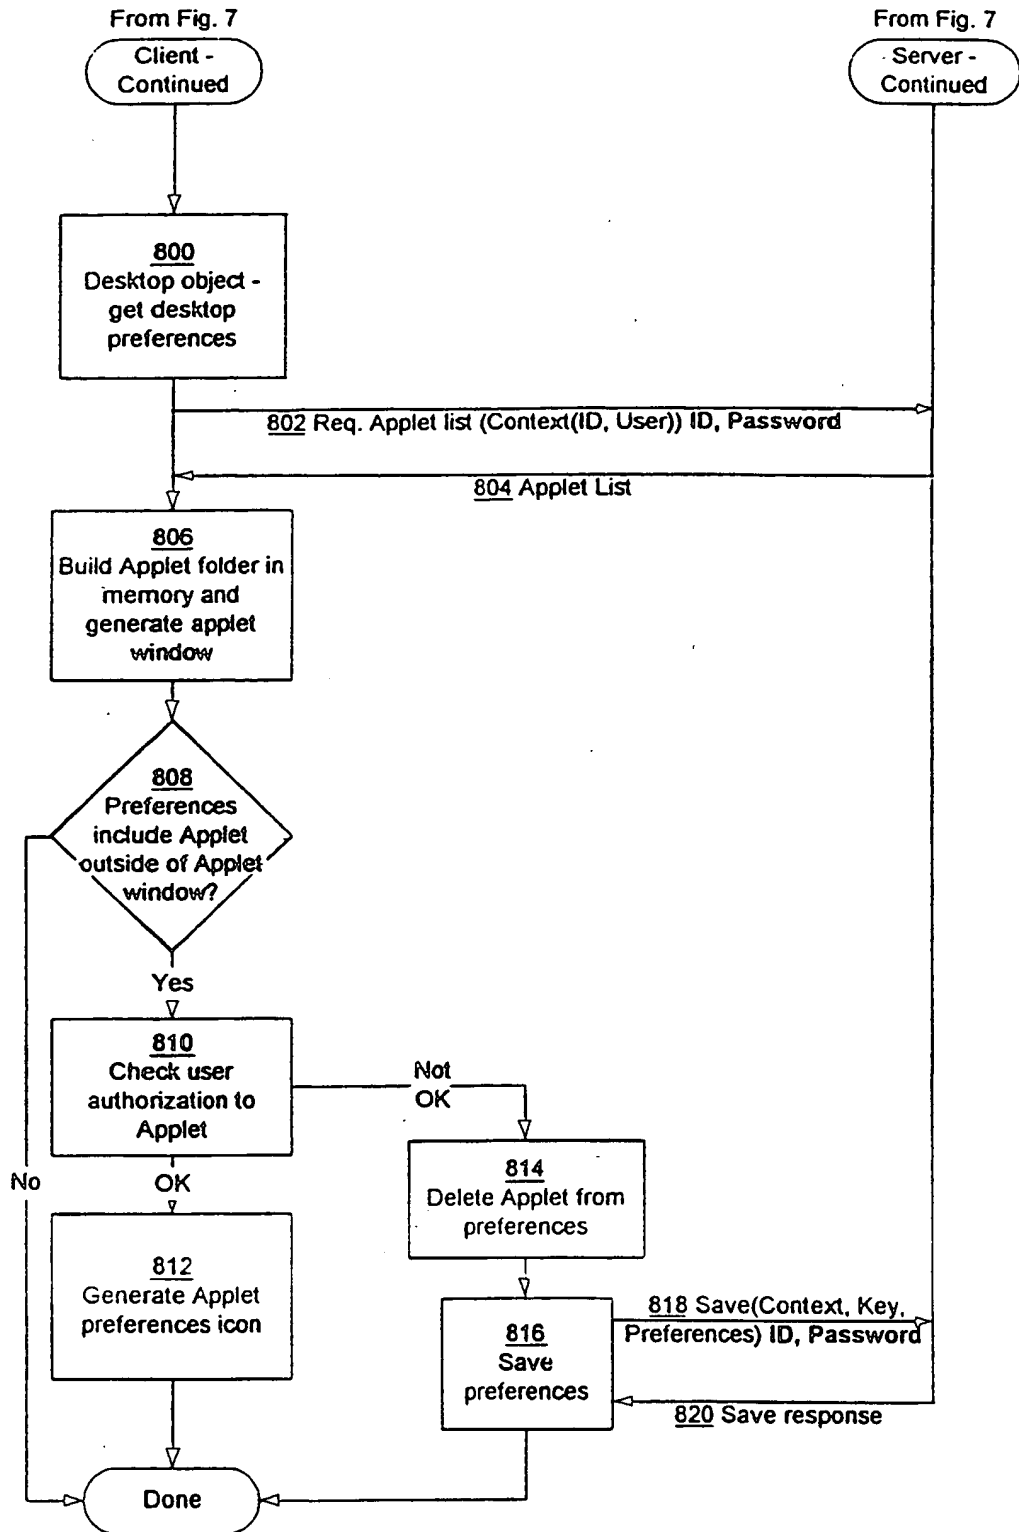 From Fig. 7
Client -
Continued
From Fig. 7
Server -
Continued
800
Desktop object -
get desktop
preferences
802 Req. Applet list (Context(ID, User)) ID, Password
804 Applet List
806
Build Applet folder in
memory and
generate applet
window
808
Preferences
include Applet
outside of Applet
window?
Yes
810
Check user
authorization to
Applet
Not
OK
No
OK
814
Delete Applet from
preferences
812
Generate Applet
preferences icon
816
Save
preferences
818 Save(Context, Key,
Preferences) ID, Password
820 Save response
Done